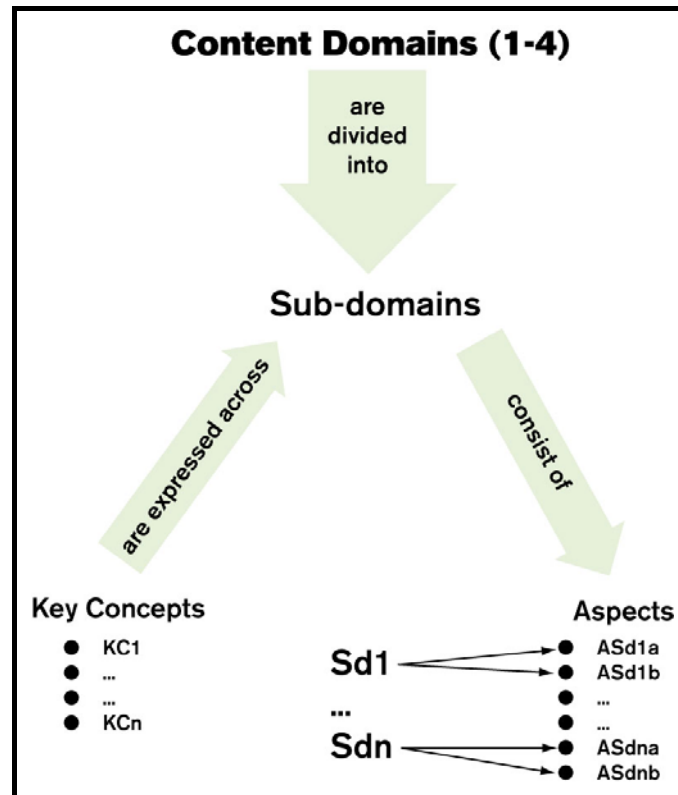 Content Domains (1-4)
are
divided
into
Sub-domains
are expressed across
consist of
Key Concepts
KC1
...
...
KCn
Sd1
...
Sdn
Aspects
ASd1a
ASd1b
...
...
ASdna
ASdnb